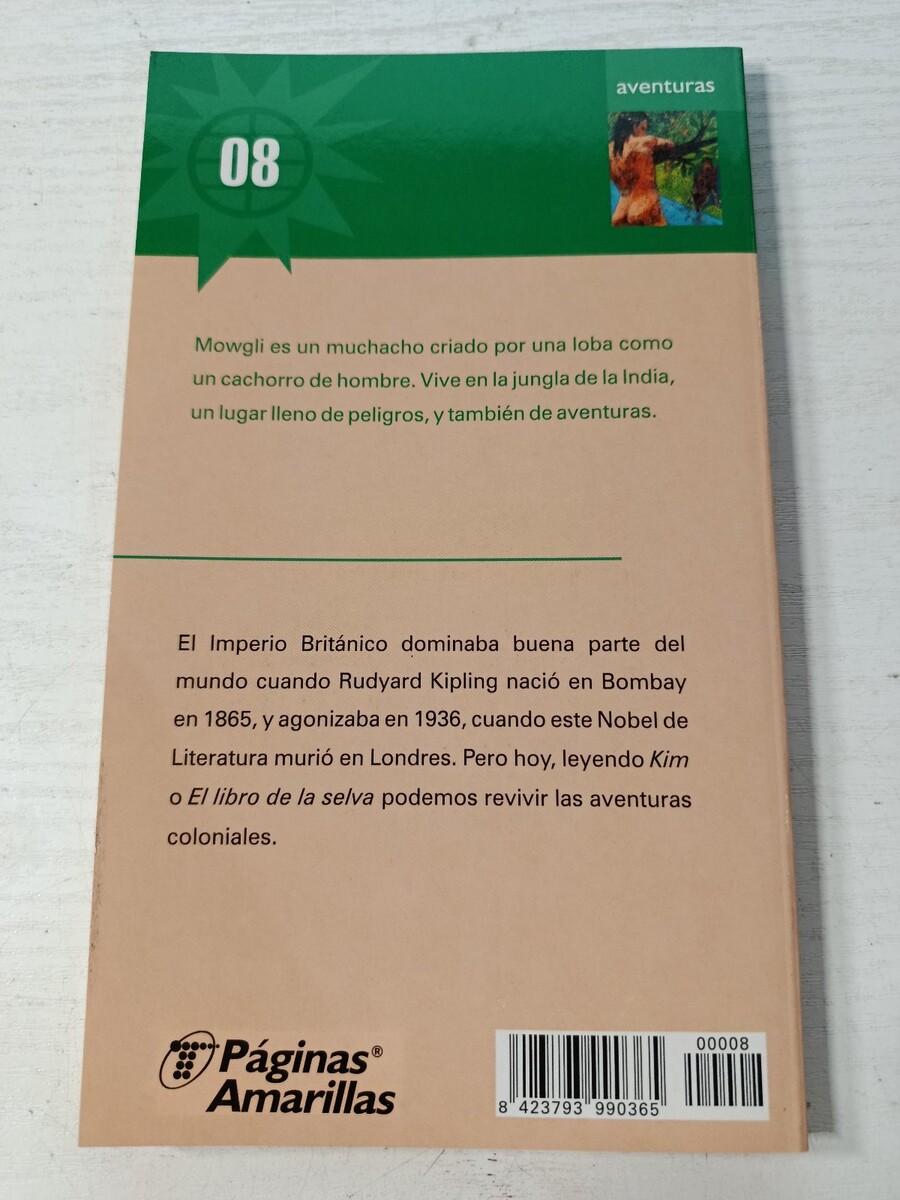 aventuras
08
Mowgli es un muchacho criado por una loba como
un cachorro de hombre. Vive en la jungla de la India,
un lugar lleno de peligros, y también de aventuras.
El Imperio Británico dominaba buena parte del
mundo cuando Rudyard Kipling nació en Bombay
en 1865, y agonizaba en 1936, cuando este Nobel de
Literatura murió en Londres. Pero hoy, leyendo Kim
o El libro de la selva podemos revivir las aventuras
coloniales.
Páginas®
Amarillas
00008
8 423793 990365